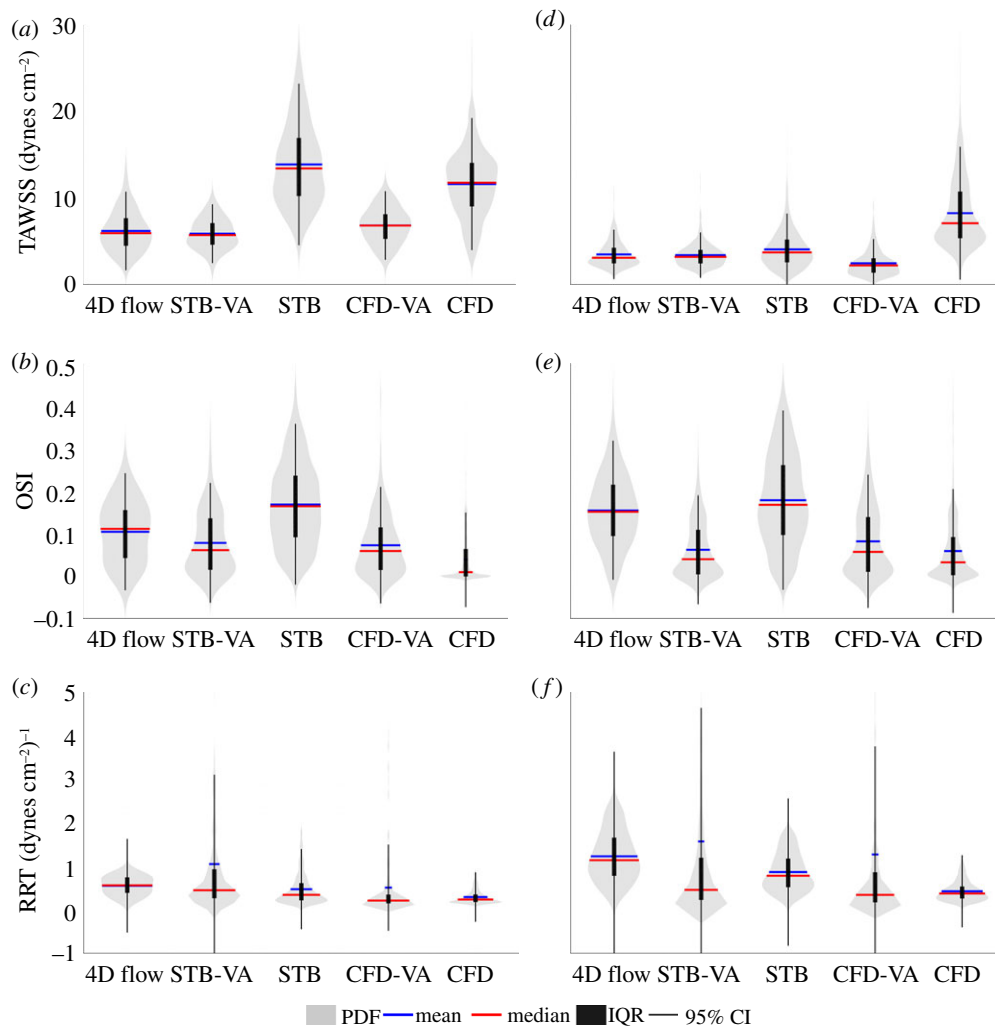 (a)
(d)
30
20
10
0
TAWSS (dynes cm⁻²)
4D flow STB-VA STB CFD-VA CFD
4D flow STB-VA STB CFD-VA CFD
(b)
(e)
0.5
0.4
0.3
0.2
0.1
0
–0.1
OSI
4D flow STB-VA STB CFD-VA CFD
4D flow STB-VA STB CFD-VA CFD
(c)
(f)
5
4
3
2
1
0
–1
RRT (dynes cm⁻²)⁻¹
4D flow STB-VA STB CFD-VA CFD
4D flow STB-VA STB CFD-VA CFD
PDF mean median IQR 95% CI